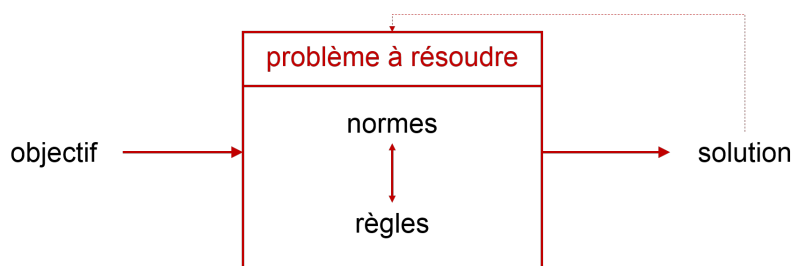 problème à résoudre
normes
objectif
solution
règles